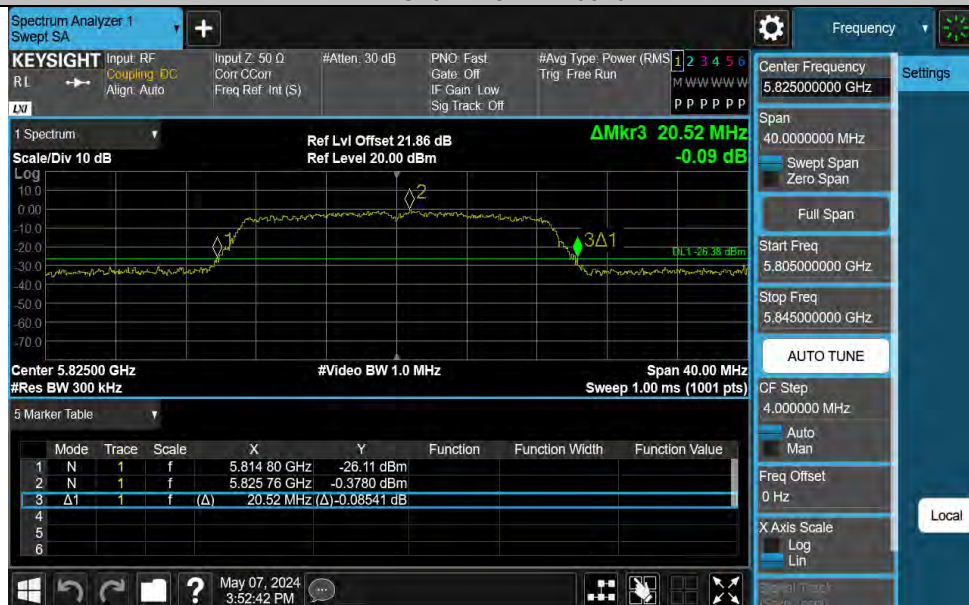 Spectrum Analyzer 1
Swept SA
+
Frequency
KEYSIGHT
RL
LXI
Input: RF
Coupling: DC
Align: Auto
Input Z: 50 Ω
Corr CCorr
Freq Ref: Int (S)
#Atten: 30 dB
PNO: Fast
Gate: Off
IF Gain: Low
Sig Track: Off
#Avg Type: Power (RMS
Trig: Free Run
1 2 3 4 5 6
M W W W W W
P P P P P P
1 Spectrum
Scale/Div 10 dB
Ref Lvl Offset 21.86 dB
Ref Level 20.00 dBm
ΔMkr3 20.52 MHz
-0.09 dB
Log
10.0
0.00
-10.0
-20.0
-30.0
-40.0
-50.0
-60.0
-70.0
1
2
3Δ1
DL1 -26.38 dBm
Center 5.82500 GHz
#Res BW 300 kHz
#Video BW 1.0 MHz
Span 40.00 MHz
Sweep 1.00 ms (1001 pts)
5 Marker Table
Mode Trace Scale X Y Function Function Width Function Value
1 N 1 f 5.814 80 GHz -26.11 dBm
2 N 1 f 5.825 76 GHz -0.3780 dBm
3 Δ1 1 f (Δ) 20.52 MHz (Δ) -0.08541 dB
4
5
6
?
May 07, 2024
3:52:42 PM
Center Frequency
5.825000000 GHz
Span
40.0000000 MHz
Swept Span
Zero Span
Full Span
Start Freq
5.805000000 GHz
Stop Freq
5.845000000 GHz
AUTO TUNE
CF Step
4.000000 MHz
Auto
Man
Freq Offset
0 Hz
X Axis Scale
Log
Lin
Signal Track
Settings
Local